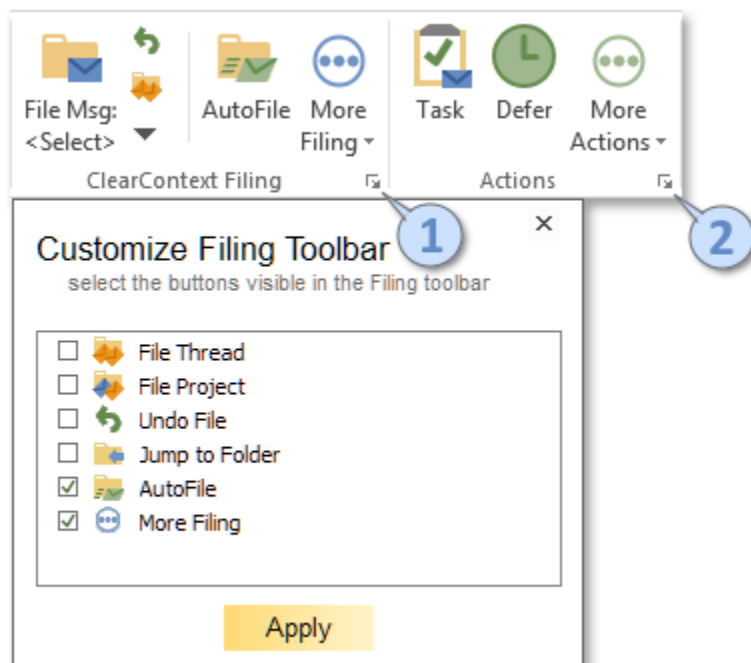 File Msg:
<Select>
AutoFile
More
Filing
Task
Defer
More
Actions
ClearContext Filing
Actions
1
2
×
Customize Filing Toolbar
select the buttons visible in the Filing toolbar
File Thread
File Project
Undo File
Jump to Folder
AutoFile
More Filing
Apply